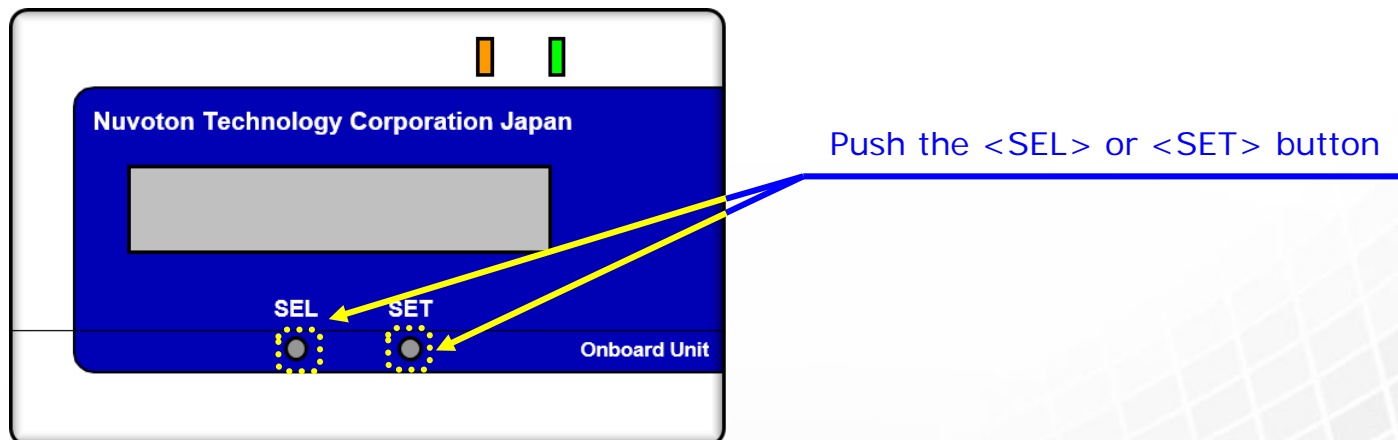 Nuvoton Technology Corporation Japan
Push the <SEL> or <SET> button
SEL SET
Onboard Unit